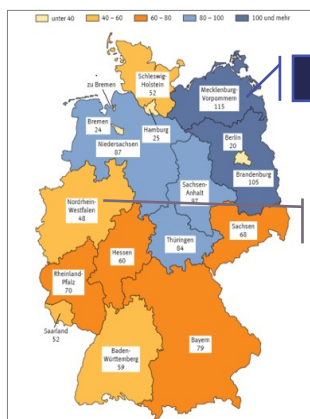 unter 40 40 – 60 60 – 80 80 – 100 100 und mehr
Schleswig-
Holstein
52
Mecklenburg-
Vorpommern
115
zu Bremen
Bremen
24
Hamburg
25
Niedersachsen
87
Berlin
20
Brandenburg
105
Sachsen-
Anhalt
97
Nordrhein-
Westfalen
48
Sachsen
68
Hessen
60
Thüringen
84
Rheinland-
Pfalz
70
Saarland
52
Bayern
79
Baden-
Württemberg
59